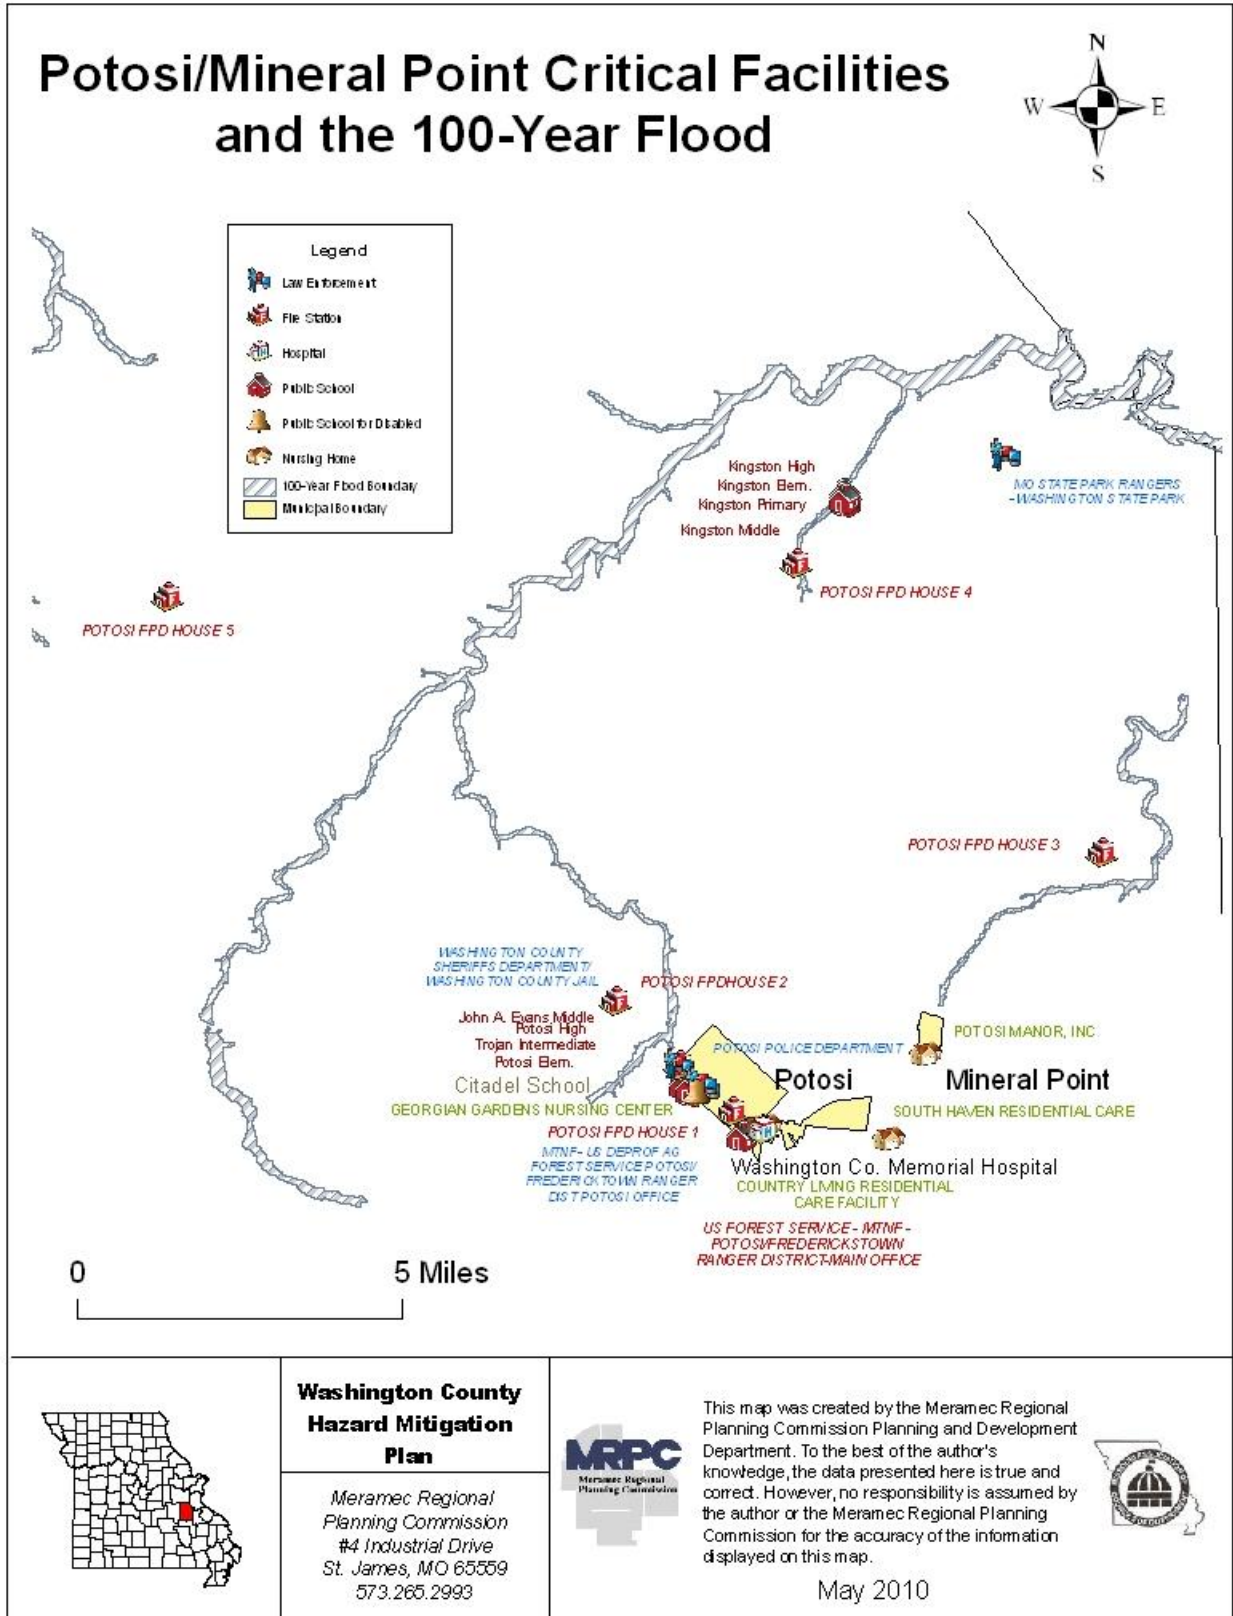 Potosi/Mineral Point Critical Facilities
and the 100-Year Flood
N
W
E
S
Legend
Law Enforcement
Fire Station
Hospital
Public School
Public School for Disabled
Nursing Home
100-Year Flood Boundary
Municipal Boundary
Kingston High
Kingston Elem.
Kingston Primary
Kingston Middle
MO STATE PARK RANGERS
- WASHINGTON STATE PARK
POTOSI FPD HOUSE 4
POTOSI FPD HOUSE 5
POTOSI FPD HOUSE 3
WASHINGTON COUNTY
SHERIFFS DEPARTMENT/
WASHINGTON COUNTY JAIL
POTOSI FPDHOUSE 2
John A. Evans Middle
Potosi High
Trojan Intermediate
Potosi Elem.
Citadel School
GEORGIAN GARDENS NURSING CENTER
POTOSI POLICE DEPARTMENT
POTOSI MANOR, INC.
Potosi
Mineral Point
SOUTH HAVEN RESIDENTIAL CARE
POTOSI FPD HOUSE 1
MTNF - US DEPROF AG
FOREST SERVICE POTOSI/
FREDERICKTOWN RANGER
DIST POTOSI OFFICE
Washington Co. Memorial Hospital
COUNTRY LIVING RESIDENTIAL
CARE FACILITY
US FOREST SERVICE - MTNF -
POTOSI/FREDERICKSTOWN
RANGER DISTRICT-MAIN OFFICE
0
5 Miles
Washington County
Hazard Mitigation
Plan
Meramec Regional
Planning Commission
#4 Industrial Drive
St. James, MO 65559
573.265.2993
MRPC
Meramec Regional
Planning Commission
This map was created by the Meramec Regional
Planning Commission Planning and Development
Department. To the best of the author's
knowledge, the data presented here is true and
correct. However, no responsibility is assumed by
the author or the Meramec Regional Planning
Commission for the accuracy of the information
displayed on this map.
May 2010